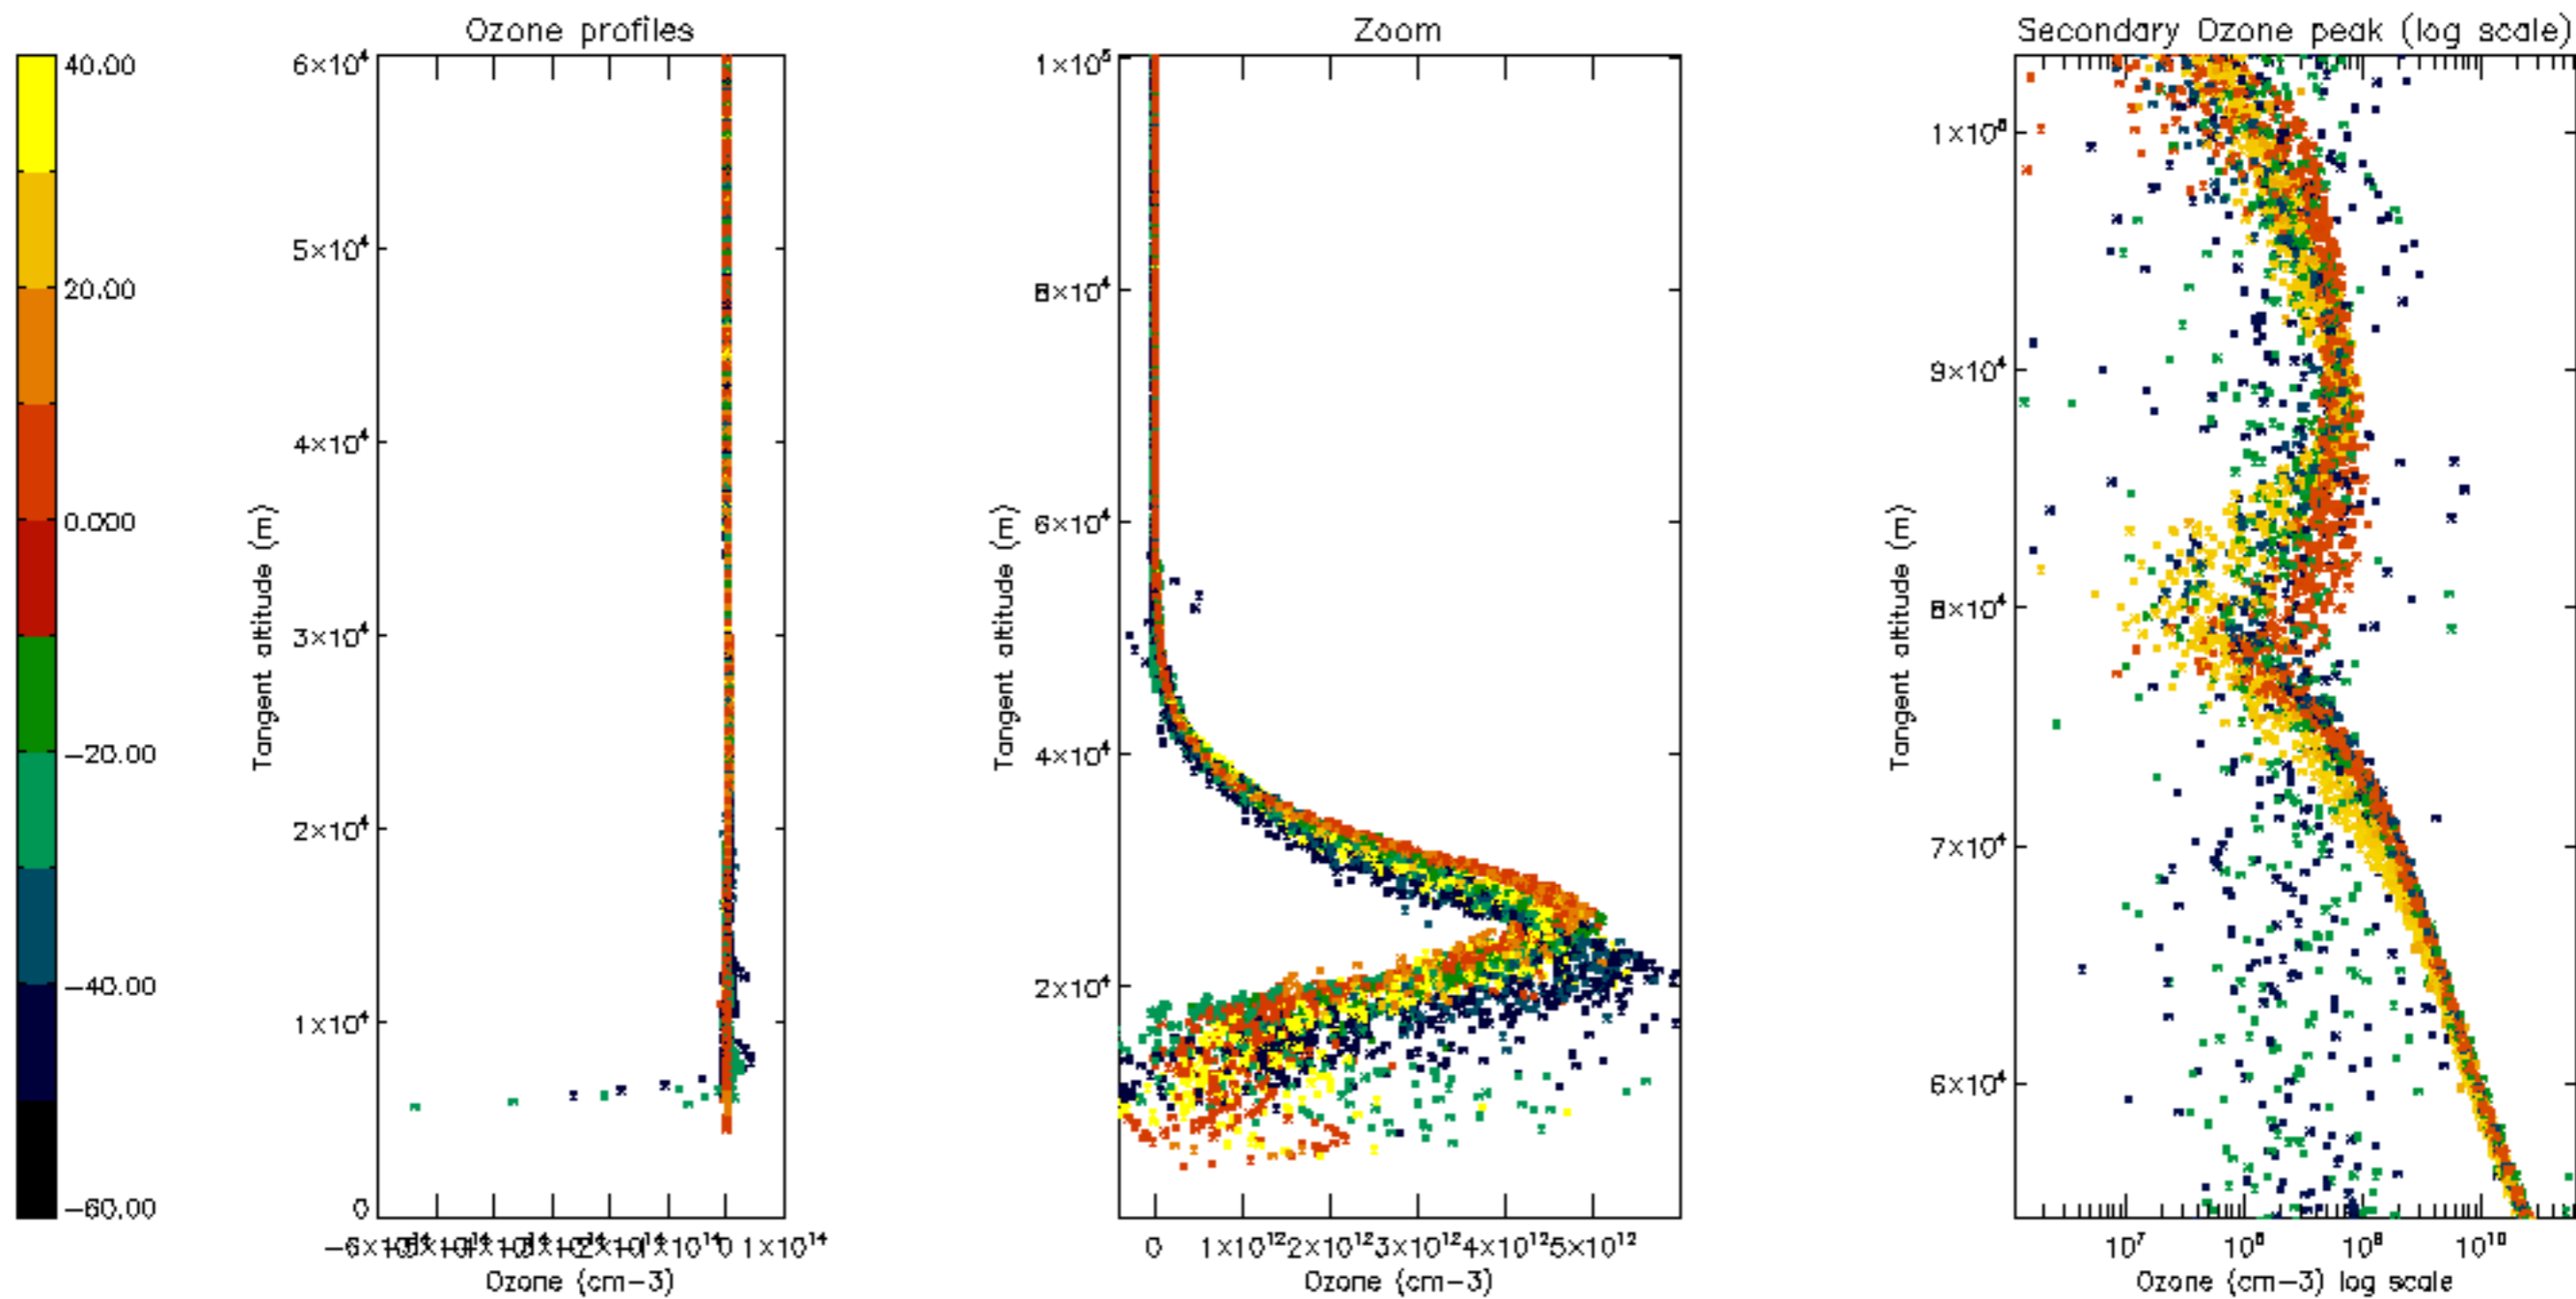 Ozone profiles
Zoom
Secondary Ozone peak (log scale)
40.00
20.00
0.000
−20.00
−40.00
−60.00
6×10⁴
5×10⁴
4×10⁴
3×10⁴
2×10⁴
1×10⁴
0
Tangent altitude (m)
0 1×10¹⁴
Ozone (cm−3)
1×10⁵
8×10⁴
6×10⁴
4×10⁴
2×10⁴
Tangent altitude (m)
0 1×10¹² 2×10¹² 3×10¹² 4×10¹² 5×10¹²
Ozone (cm−3)
9×10⁴
8×10⁴
7×10⁴
6×10⁴
Tangent altitude (m)
10⁷ 10⁸ 10⁹ 10¹⁰
Ozone (cm−3) log scale